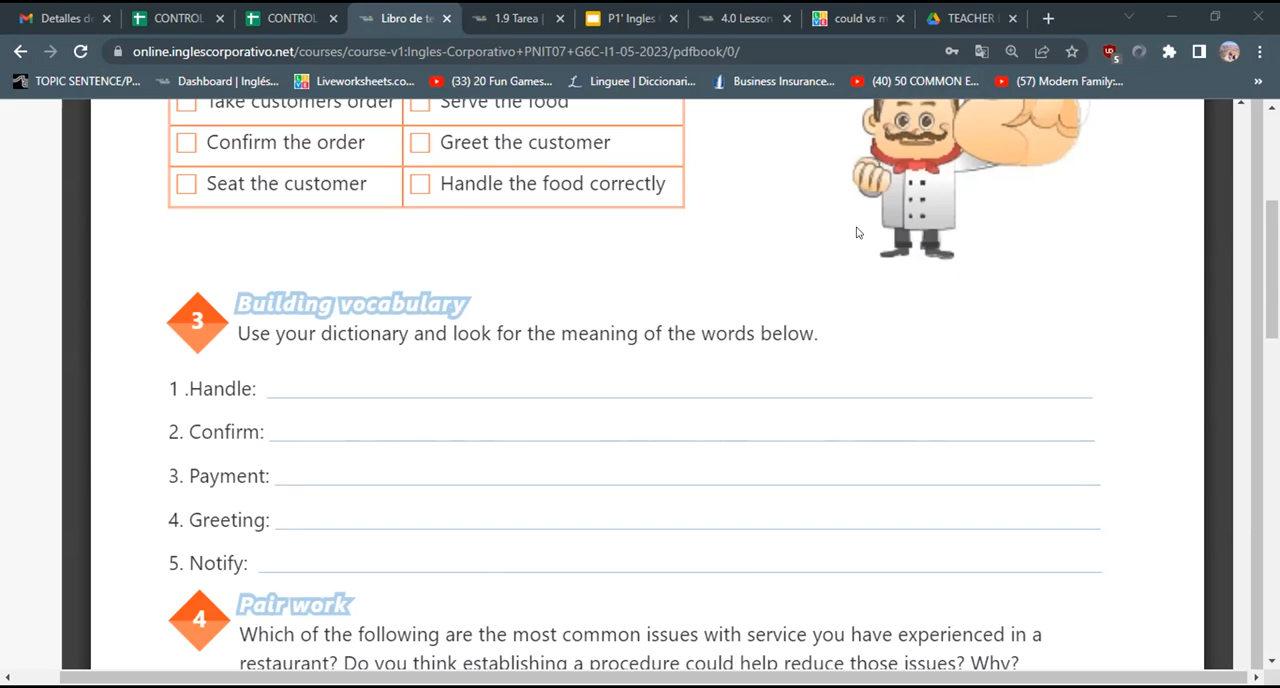 Detalles de
CONTROL
CONTROL
Libro de te
1.9 Tarea |
P1' Ingles
4.0 Lesson
could vs m
TEACHER
online.inglescorporativo.net/courses/course-v1:Ingles-Corporativo+PNIT07+G6C-I1-05-2023/pdfbook/0/
5
TOPIC SENTENCE/P...
Dashboard | Inglés...
Liveworksheets.co...
(33) 20 Fun Games...
Linguee | Diccionari...
Business Insurance...
(40) 50 COMMON E...
(57) Modern Family:...
»
Take customers order
Serve the food
Confirm the order
Greet the customer
Seat the customer
Handle the food correctly
3
Building vocabulary
Use your dictionary and look for the meaning of the words below.
1 .Handle:
2. Confirm:
3. Payment:
4. Greeting:
5. Notify:
4
Pair work
Which of the following are the most common issues with service you have experienced in a
restaurant? Do you think establishing a procedure could help reduce those issues? Why?